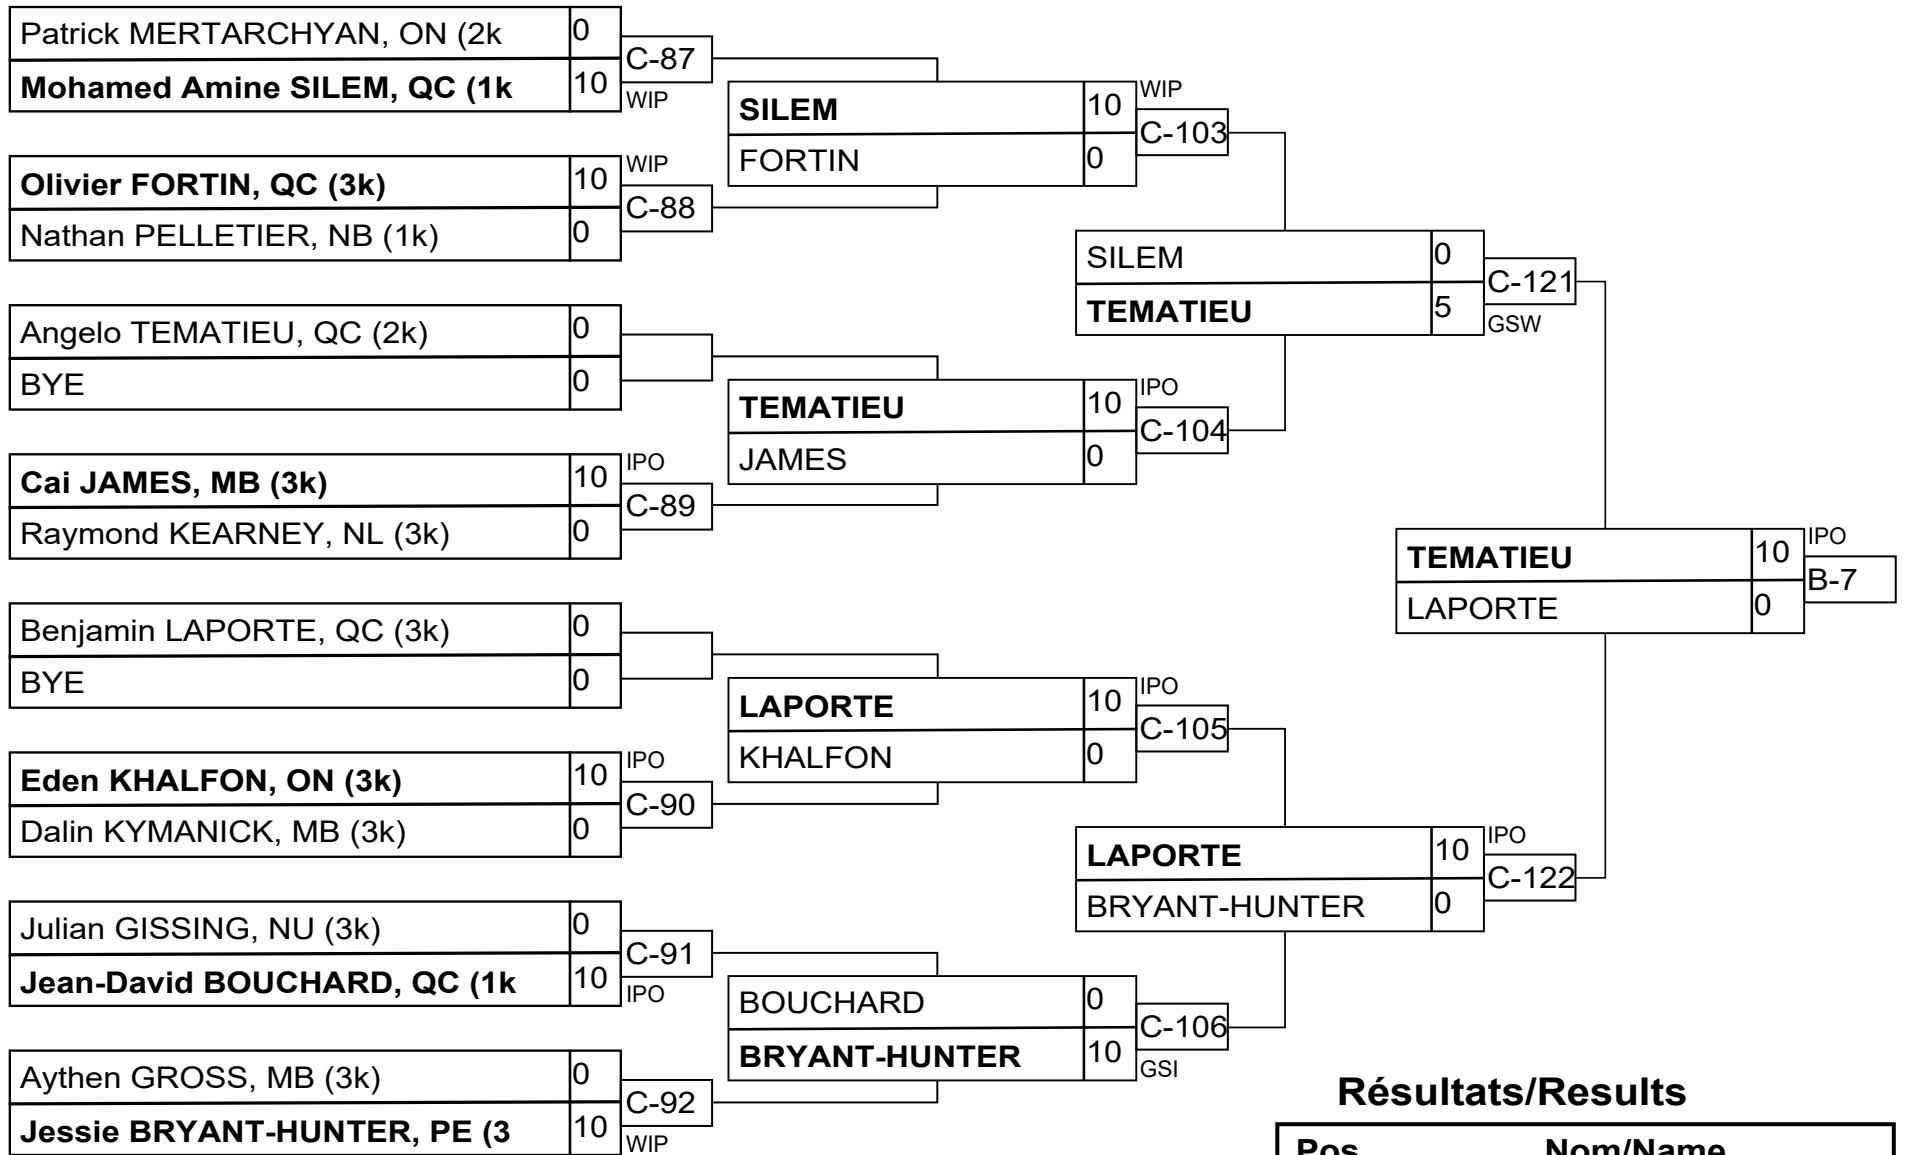 Patrick MERTARCHYAN, ON (2k 0
C-87
Mohamed Amine SILEM, QC (1k 10
WIP
Olivier FORTIN, QC (3k) 10
WIP
C-88
Nathan PELLETIER, NB (1k) 0
Angelo TEMATIEU, QC (2k) 0
BYE 0
Cai JAMES, MB (3k) 10
IPO
C-89
Raymond KEARNEY, NL (3k) 0
Benjamin LAPORTE, QC (3k) 0
BYE 0
Eden KHALFON, ON (3k) 10
IPO
C-90
Dalin KYMANICK, MB (3k) 0
Julian GISSING, NU (3k) 0
C-91
Jean-David BOUCHARD, QC (1k 10
IPO
Aythen GROSS, MB (3k) 0
C-92
Jessie BRYANT-HUNTER, PE (3 10
WIP
SILEM 10
WIP
C-103
FORTIN 0
TEMATIEU 10
IPO
C-104
JAMES 0
LAPORTE 10
IPO
C-105
KHALFON 0
BOUCHARD 0
C-106
BRYANT-HUNTER 10
GSI
SILEM 0
C-121
TEMATIEU 5
GSW
LAPORTE 10
IPO
C-122
BRYANT-HUNTER 0
TEMATIEU 10
IPO
B-7
LAPORTE 0
Résultats/Results
Pos Nom/Name